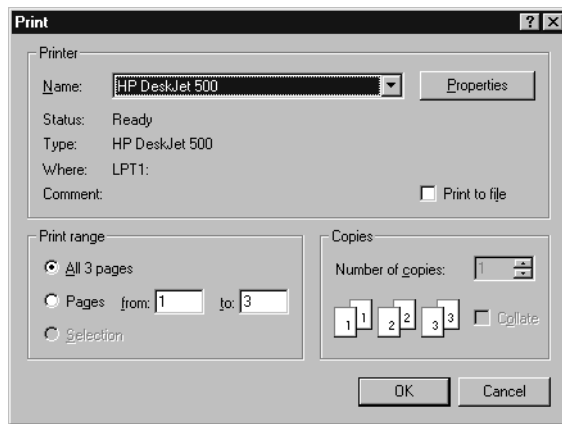 Print
Printer
Name: HP DeskJet 500 Properties
Status: Ready
Type: HP DeskJet 500
Where: LPT1:
Comment: Print to file
Print range
All 3 pages
Pages from: 1 to: 3
Selection
Copies
Number of copies: 1
1 1 2 2 3 3 Collate
OK Cancel